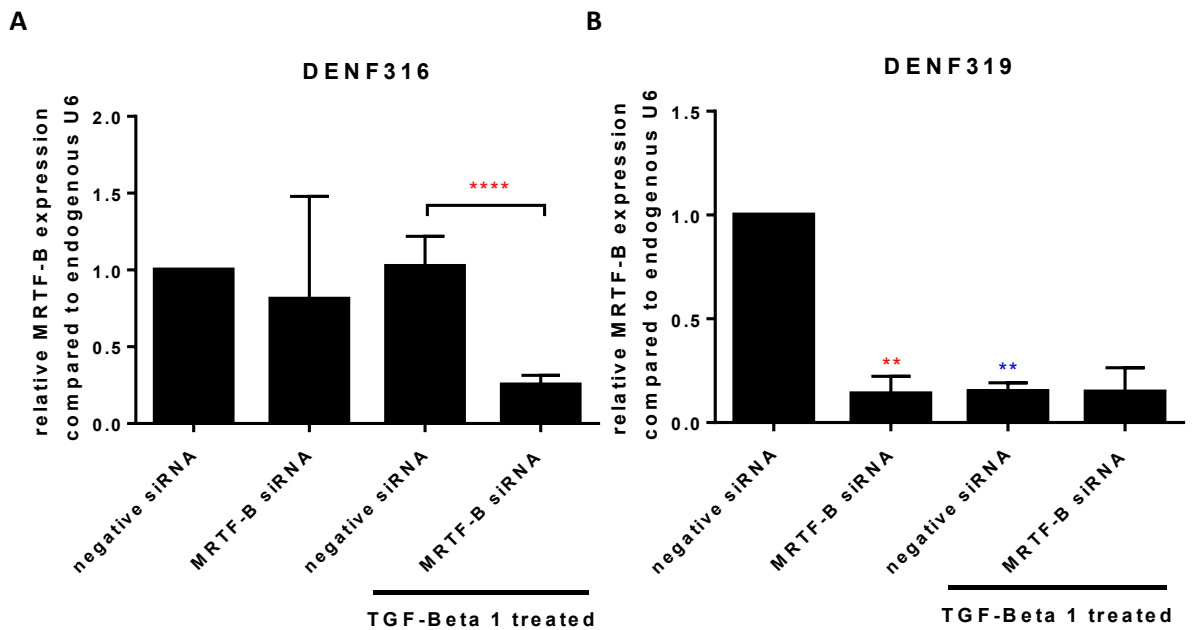 A
DENF316
relative MRTF-B expression
compared to endogenous U6
2.0
1.5
1.0
0.5
0.0
****
negative siRNA
MRTF-B siRNA
negative siRNA
MRTF-B siRNA
TGF-Beta 1 treated
B
DENF319
relative MRTF-B expression
compared to endogenous U6
1.5
1.0
0.5
0.0
**
**
negative siRNA
MRTF-B siRNA
negative siRNA
MRTF-B siRNA
TGF-Beta 1 treated